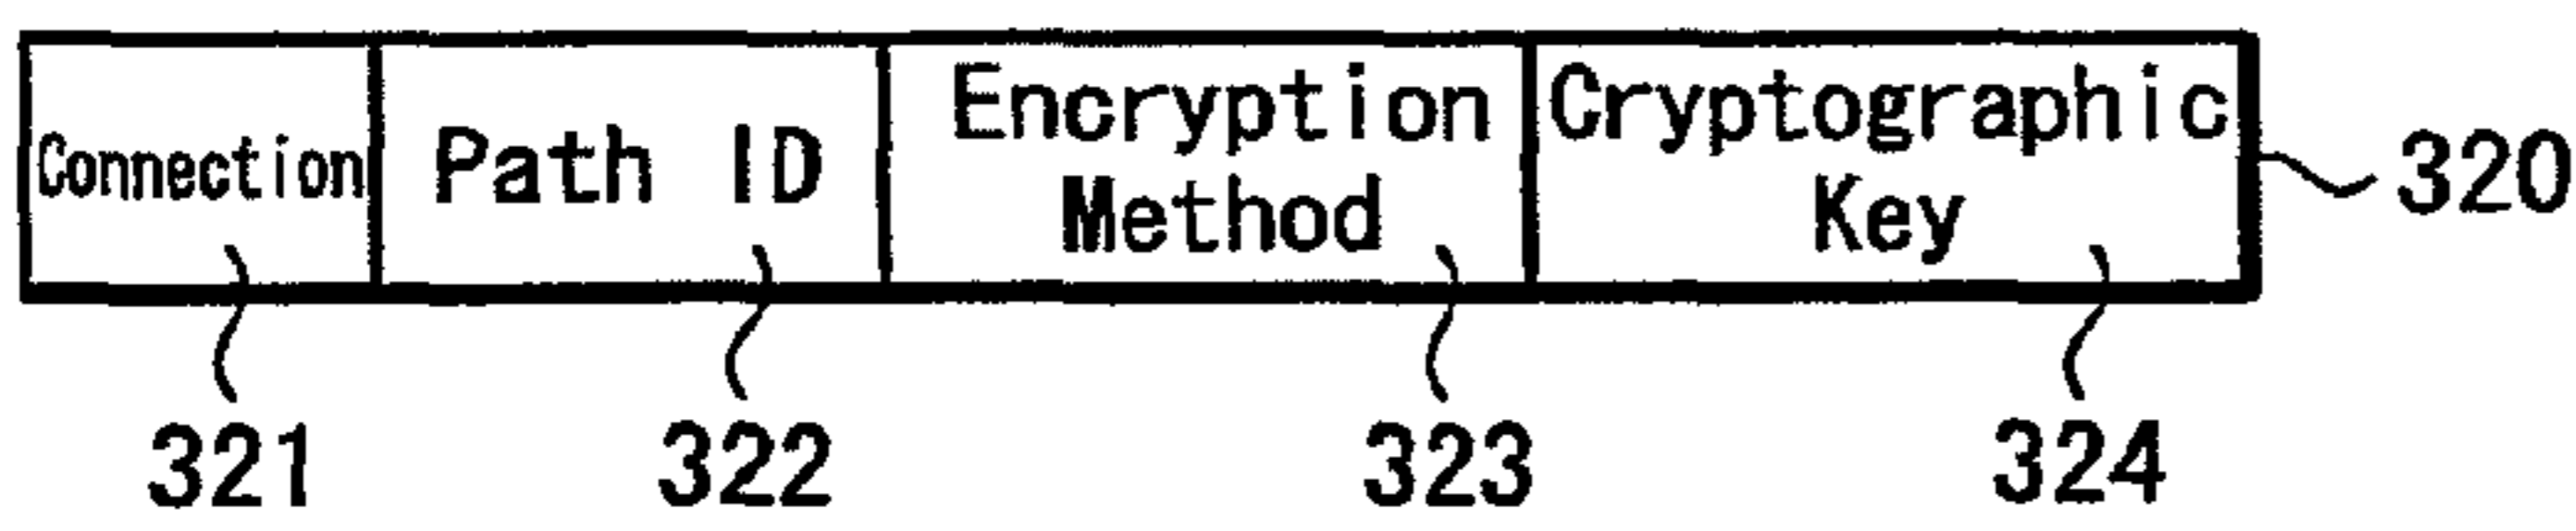 Connection
Path ID
Encryption
Method
Cryptographic
Key
320
321
322
323
324